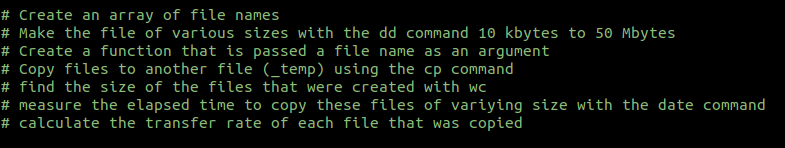 # Create an array of file names
# Make the file of various sizes with the dd command 10 kbytes to 50 Mbytes
# Create a function that is passed a file name as an argument
# Copy files to another file (_temp) using the cp command
# find the size of the files that were created with wc
# measure the elapsed time to copy these files of variying size with the date command
# calculate the transfer rate of each file that was copied